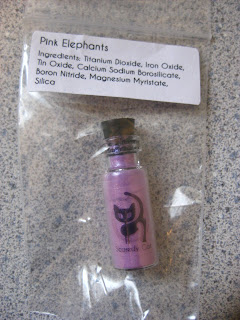 Pink Elephants
Ingredients: Titanium Dioxide, Iron Oxide,
Tin Oxide, Calcium Sodium Borosilicate,
Boron Nitride, Magnesium Myristate,
Silica